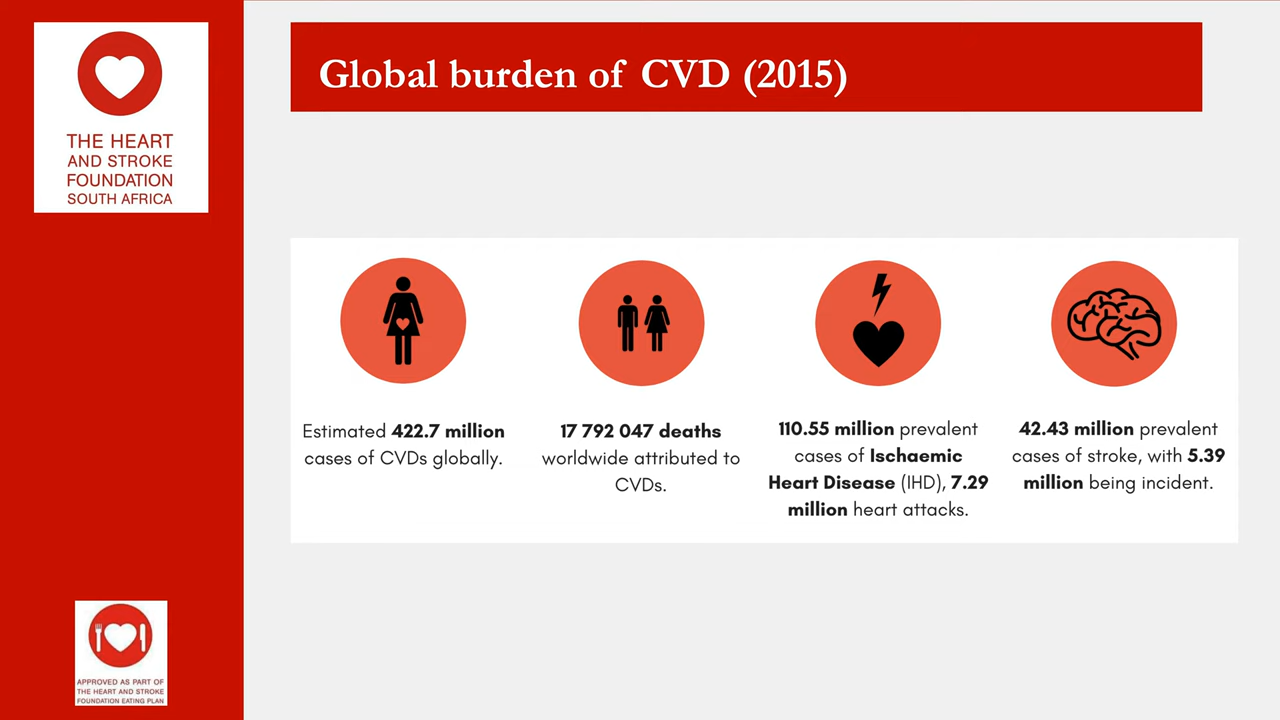 THE HEART
AND STROKE
FOUNDATION
SOUTH AFRICA
Global burden of CVD (2015)
Estimated 422.7 million
cases of CVDs globally.
17 792 047 deaths
worldwide attributed to
CVDs.
110.55 million prevalent
cases of Ischaemic
Heart Disease (IHD), 7.29
million heart attacks.
42.43 million prevalent
cases of stroke, with 5.39
million being incident.
APPROVED AS PART OF
THE HEART AND STROKE
FOUNDATION EATING PLAN